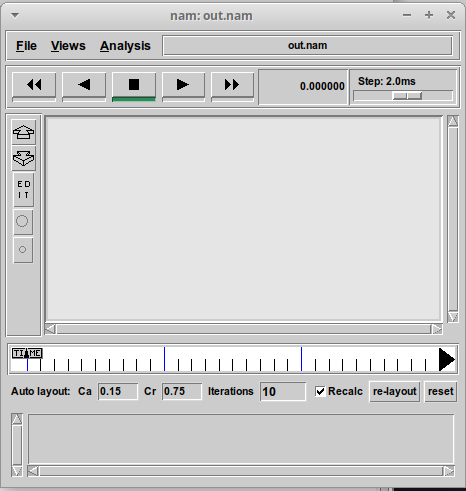 nam: out.nam
File Views Analysis out.nam
0.000000 Step: 2.0ms
ED
IT
TIME
Auto layout: Ca 0.15 Cr 0.75 Iterations 10 Recalc re-layout reset